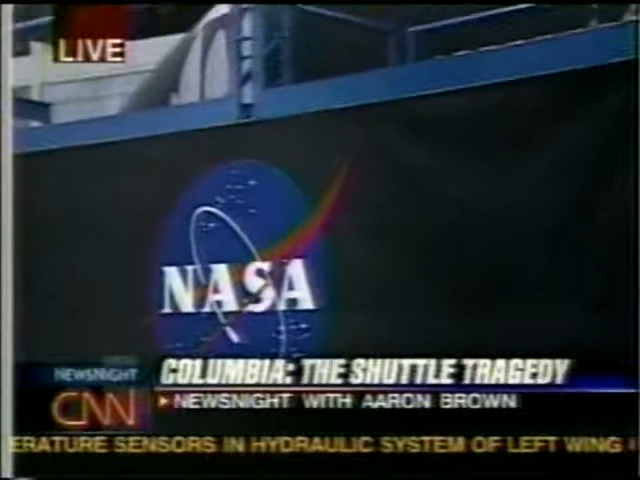 LIVE
NASA
NEWSNIGHT
COLUMBIA: THE SHUTTLE TRAGEDY
CNN
NEWSNIGHT WITH AARON BROWN
ERATURE SENSORS IN HYDRAULIC SYSTEM OF LEFT WING